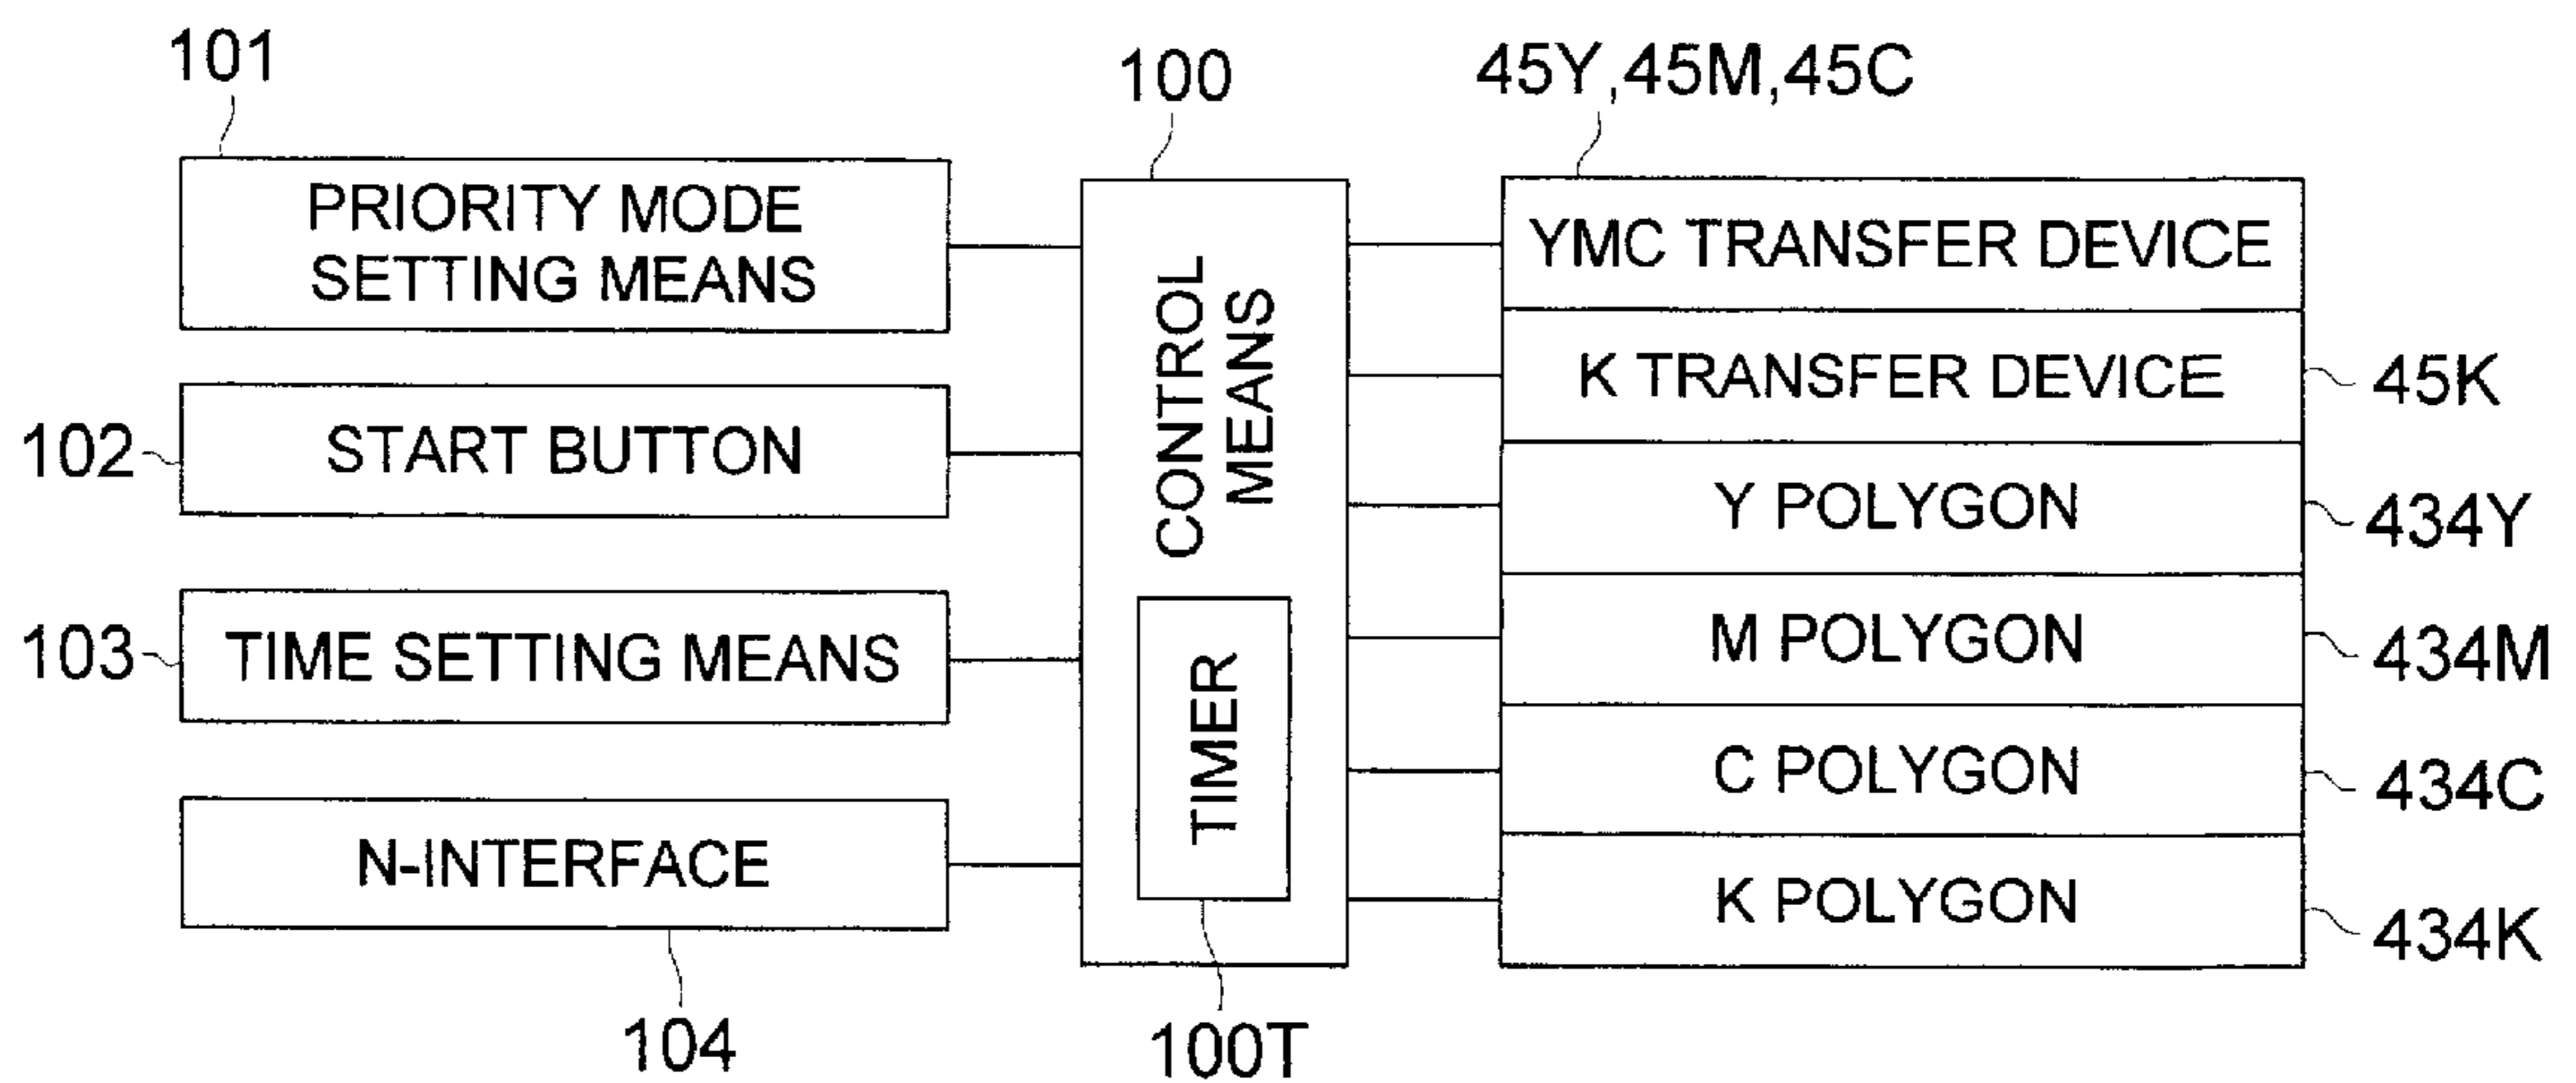 101
PRIORITY MODE
SETTING MEANS
102
START BUTTON
103
TIME SETTING MEANS
N-INTERFACE
104
100
CONTROL
MEANS
TIMER
100T
45Y,45M,45C
YMC TRANSFER DEVICE
K TRANSFER DEVICE
45K
Y POLYGON
434Y
M POLYGON
434M
C POLYGON
434C
K POLYGON
434K